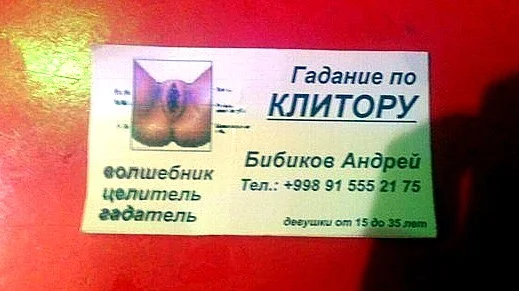 Гадание по
КЛИТОРУ
Бибиков Андрей
Тел.: +998 91 555 21 75
волшебник
целитель
гадатель
девушки от 15 до 35 лет